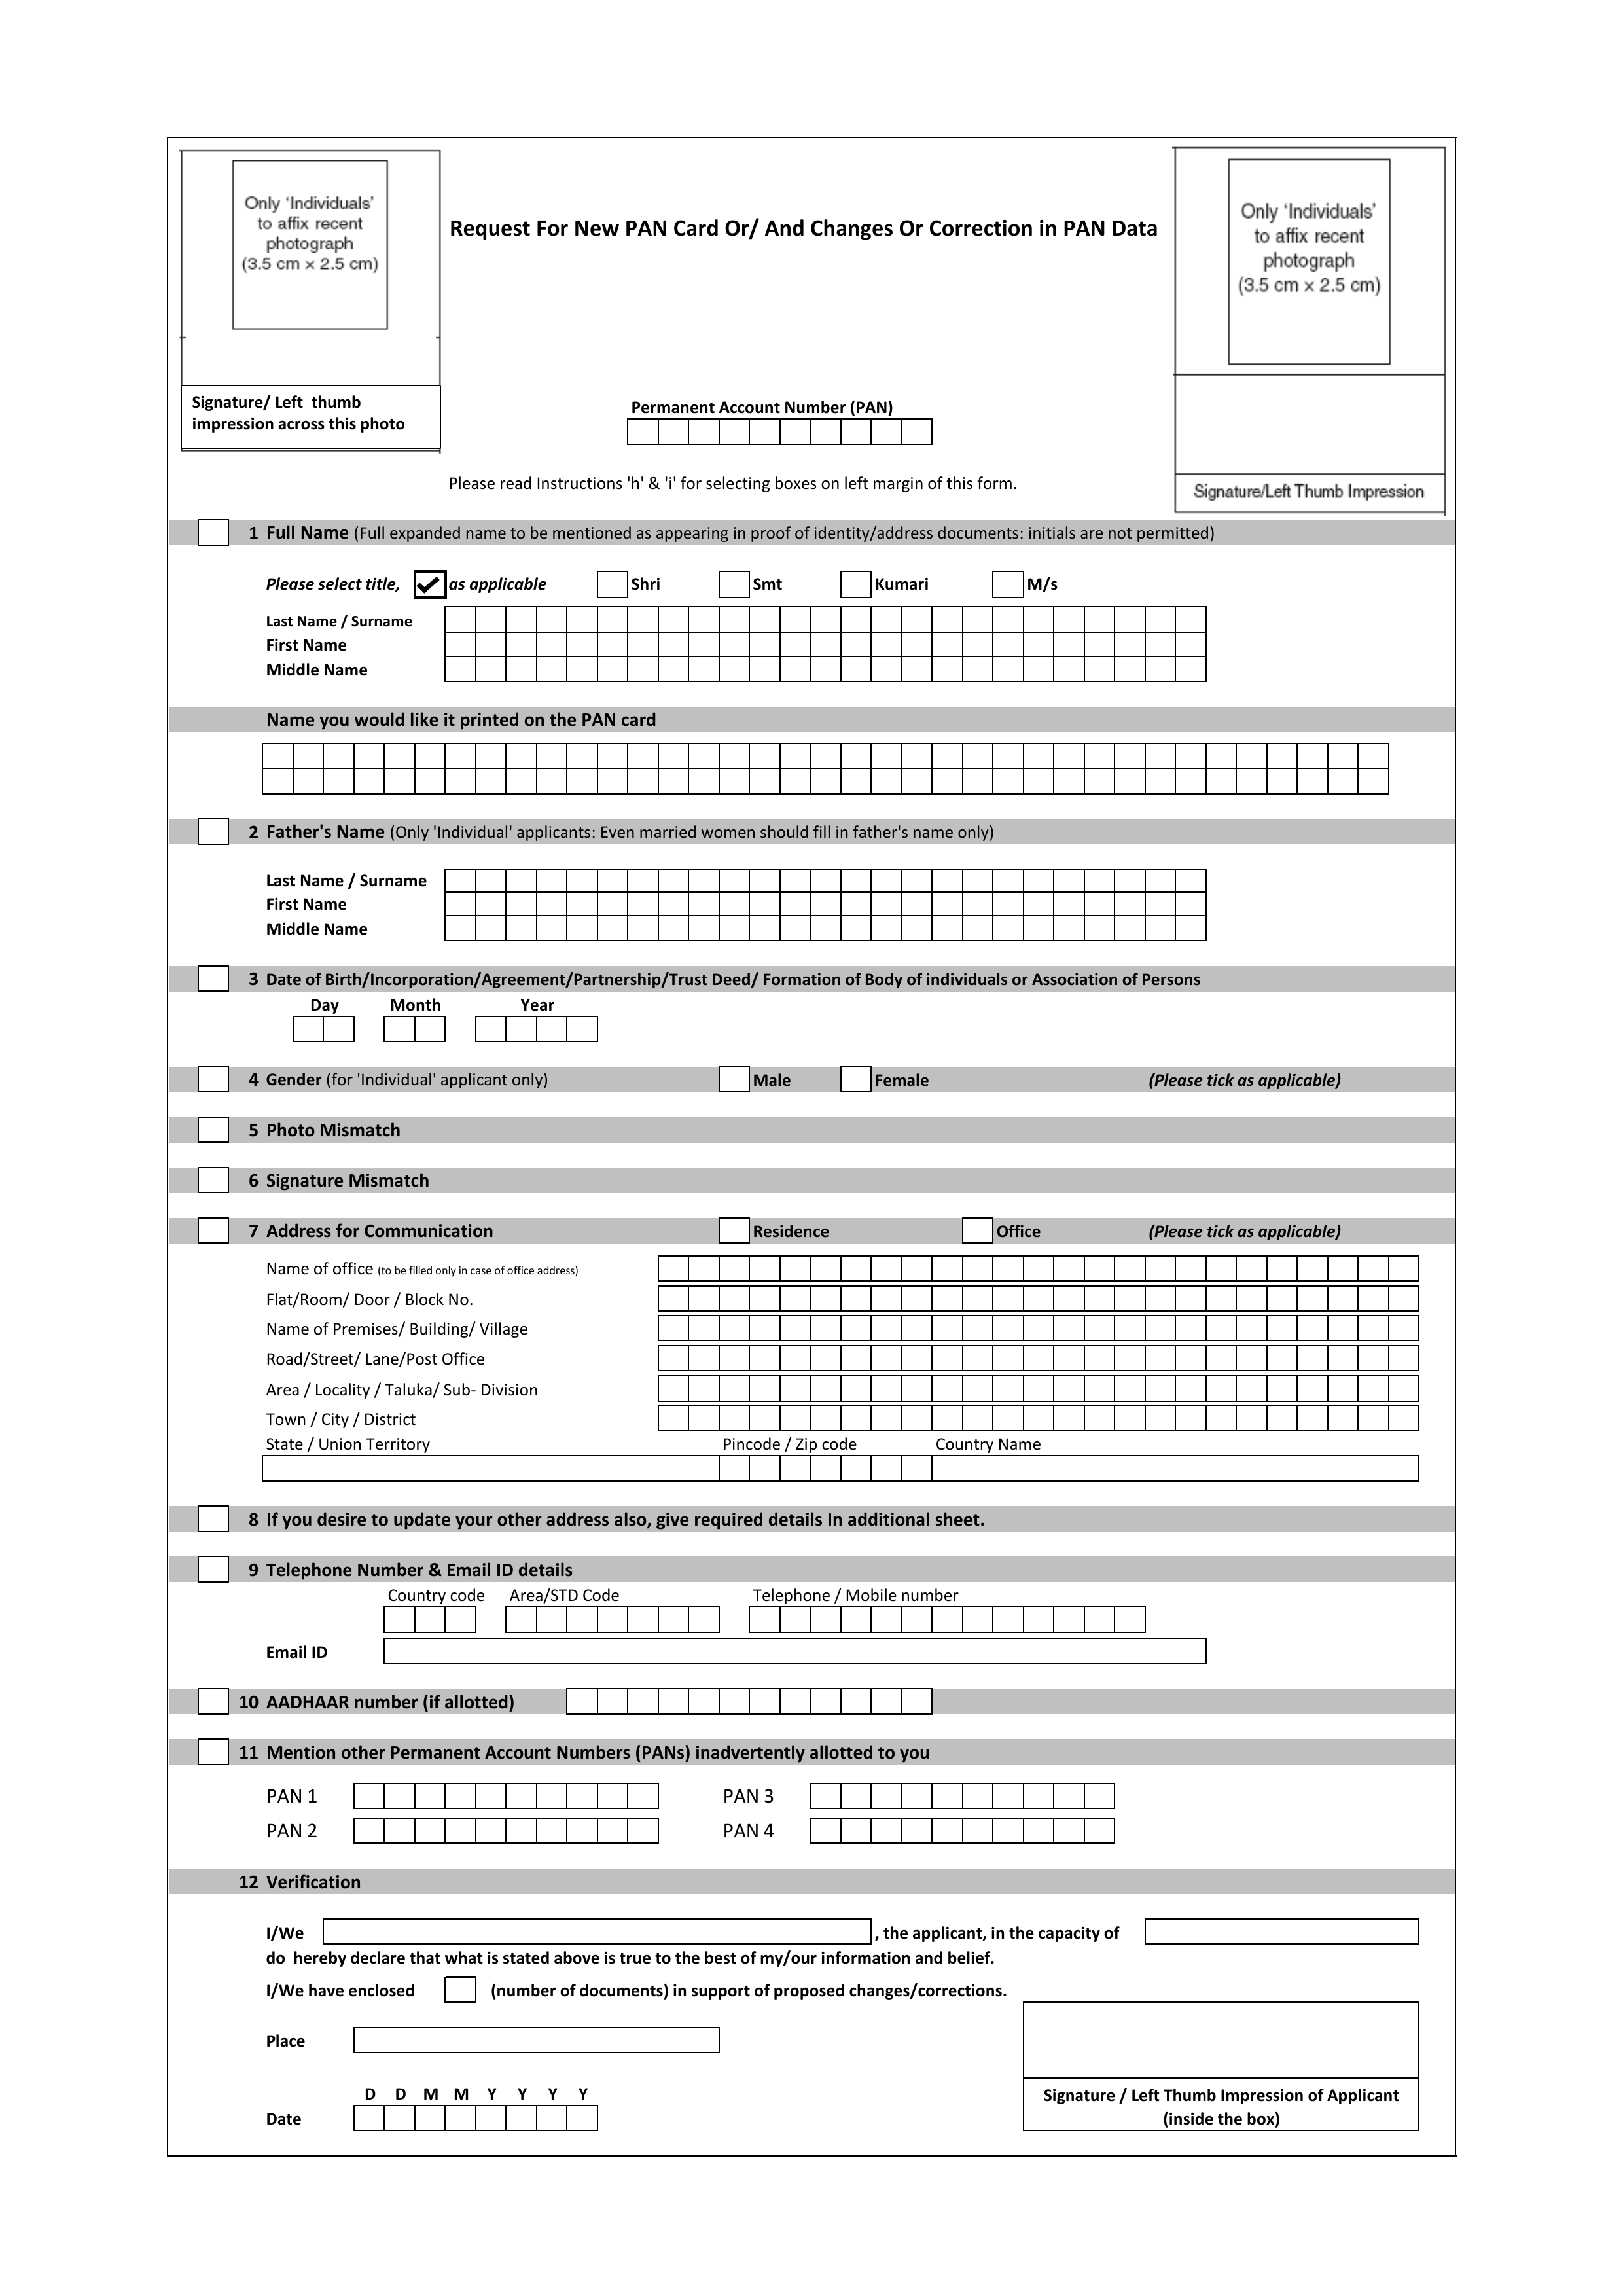 Only ‘Individuals’
to affix recent
photograph
(3.5 cm × 2.5 cm)
Request For New PAN Card Or/ And Changes Or Correction in PAN Data
Only ‘Individuals’
to affix recent
photograph
(3.5 cm × 2.5 cm)
Signature/ Left thumb
impression across this photo
Permanent Account Number (PAN)
Please read Instructions 'h' & 'i' for selecting boxes on left margin of this form.
Signature/Left Thumb Impression
1 Full Name (Full expanded name to be mentioned as appearing in proof of identity/address documents: initials are not permitted)
Please select title, as applicable Shri Smt Kumari M/s
Last Name / Surname
First Name
Middle Name
Name you would like it printed on the PAN card
2 Father's Name (Only 'Individual' applicants: Even married women should fill in father's name only)
Last Name / Surname
First Name
Middle Name
3 Date of Birth/Incorporation/Agreement/Partnership/Trust Deed/ Formation of Body of individuals or Association of Persons
Day Month Year
4 Gender (for 'Individual' applicant only) Male Female (Please tick as applicable)
5 Photo Mismatch
6 Signature Mismatch
7 Address for Communication Residence Office (Please tick as applicable)
Name of office (to be filled only in case of office address)
Flat/Room/ Door / Block No.
Name of Premises/ Building/ Village
Road/Street/ Lane/Post Office
Area / Locality / Taluka/ Sub- Division
Town / City / District
State / Union Territory Pincode / Zip code Country Name
8 If you desire to update your other address also, give required details In additional sheet.
9 Telephone Number & Email ID details
Country code Area/STD Code Telephone / Mobile number
Email ID
10 AADHAAR number (if allotted)
11 Mention other Permanent Account Numbers (PANs) inadvertently allotted to you
PAN 1 PAN 3
PAN 2 PAN 4
12 Verification
I/We , the applicant, in the capacity of
do hereby declare that what is stated above is true to the best of my/our information and belief.
I/We have enclosed (number of documents) in support of proposed changes/corrections.
Place
D D M M Y Y Y Y
Date
Signature / Left Thumb Impression of Applicant
(inside the box)